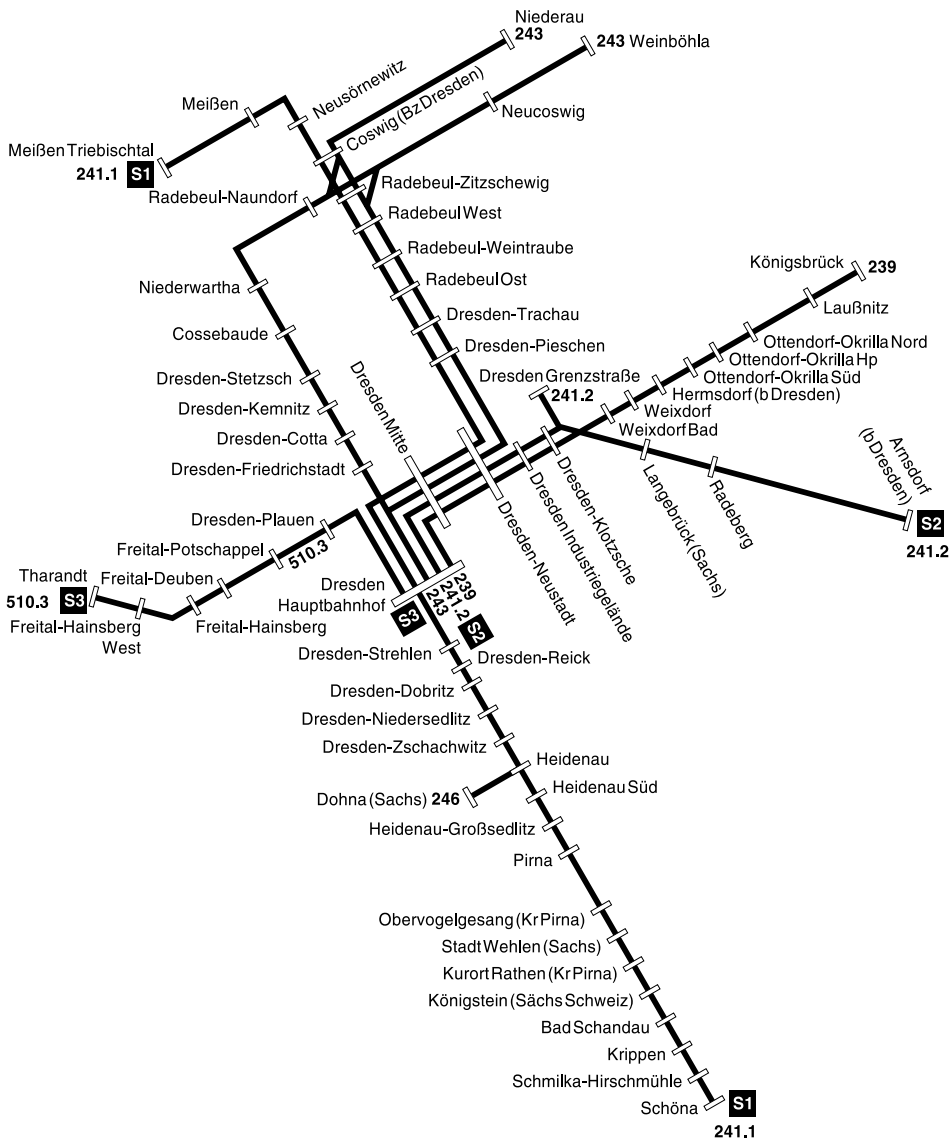 Niederau
243
243 Weinböhla
Neusörnewitz
Coswig (Bz Dresden)
Meißen
Neucoswig
Meißen Triebischtal
241.1 S1
Radebeul-Naundorf
Radebeul-Zitzschewig
Radebeul West
Radebeul-Weintraube
Radebeul Ost
Königsbrück
239
Niederwartha
Laußnitz
Dresden-Trachau
Cossebaude
Ottendorf-Okrilla Nord
Dresden-Pieschen
Ottendorf-Okrilla Hp
Dresden Grenzstraße
241.2
Ottendorf-Okrilla Süd
Dresden-Stetzsch
Dresden Mitte
Hermsdorf (b Dresden)
Dresden-Kemnitz
Weixdorf
Weixdorf Bad
Dresden-Cotta
Arnsdorf
(b Dresden)
Dresden-Friedrichstadt
Langebrück (Sachs)
Radeberg
Dresden-Klotzsche
Dresden Industriegelände
Dresden-Neustadt
S2
241.2
Dresden-Plauen
510.3
Freital-Potschappel
Tharandt
510.3 S3
Freital-Deuben
Dresden
Hauptbahnhof
239
241.2 S2
243
S3
Freital-Hainsberg
West
Freital-Hainsberg
Dresden-Strehlen
Dresden-Reick
Dresden-Dobritz
Dresden-Niedersedlitz
Dresden-Zschachwitz
Heidenau
Heidenau Süd
Dohna (Sachs) 246
Heidenau-Großsedlitz
Pirna
Obervogelgesang (Kr Pirna)
Stadt Wehlen (Sachs)
Kurort Rathen (Kr Pirna)
Königstein (Sächs Schweiz)
Bad Schandau
Krippen
Schmilka-Hirschmühle
Schöna
S1
241.1